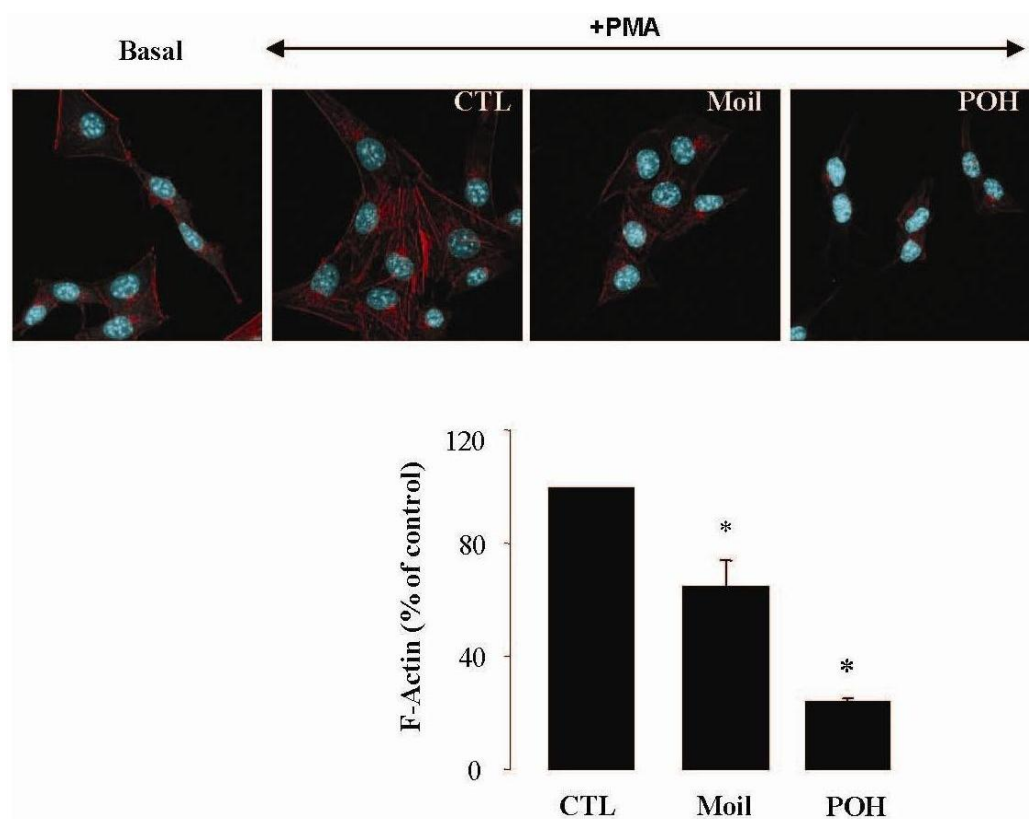 +PMA
Basal
CTL
Moil
POH
120
80
40
0
F-Actin (% of control)
*
*
CTL
Moil
POH